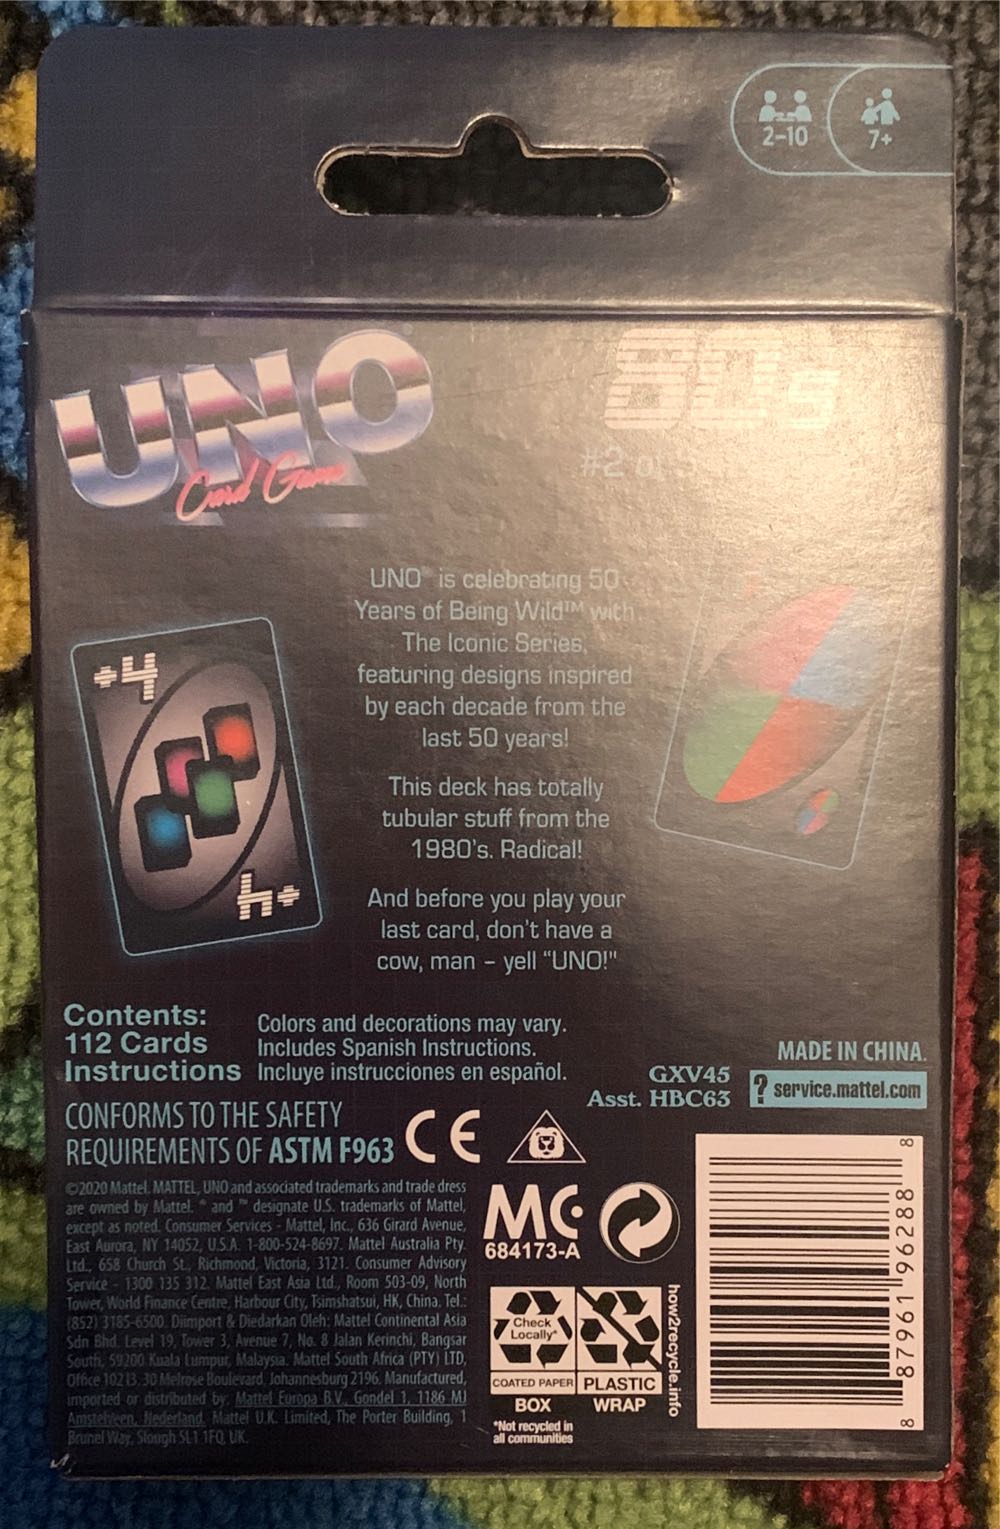 2-10
7+
UNO
Card Game
80s
#2 of
UNO® is celebrating 50
Years of Being Wild™ with
The Iconic Series,
featuring designs inspired
by each decade from the
last 50 years!
+4
+4
This deck has totally
tubular stuff from the
1980's. Radical!
And before you play your
last card, don't have a
cow, man – yell "UNO!"
Contents:
112 Cards
Instructions
Colors and decorations may vary.
Includes Spanish Instructions.
Incluye instrucciones en español.
MADE IN CHINA.
GXV45
Asst. HBC63
? service.mattel.com
CONFORMS TO THE SAFETY
REQUIREMENTS OF ASTM F963
CE
©2020 Mattel. MATTEL, UNO and associated trademarks and trade dress
are owned by Mattel. ® and ™ designate U.S. trademarks of Mattel,
except as noted. Consumer Services - Mattel, Inc., 636 Girard Avenue,
East Aurora, NY 14052, U.S.A. 1-800-524-8697. Mattel Australia Pty.
Ltd., 658 Church St., Richmond, Victoria, 3121. Consumer Advisory
Service - 1300 135 312. Mattel East Asia Ltd., Room 503-09, North
Tower, World Finance Centre, Harbour City, Tsimshatsui, HK, China. Tel.:
(852) 3185-6500. Diimport & Diedarkan Oleh: Mattel Continental Asia
Sdn Bhd. Level 19, Tower 3, Avenue 7, No. 8 Jalan Kerinchi, Bangsar
South, 59200 Kuala Lumpur, Malaysia. Mattel South Africa (PTY) LTD,
Office 102 I3, 30 Melrose Boulevard, Johannesburg 2196. Manufactured,
imported or distributed by: Mattel Europa B.V., Gondel 1, 1186 MJ
Amstelveen, Nederland. Mattel U.K. Limited, The Porter Building, 1
Brunel Way, Slough SL1 1FQ, UK.
MC
684173-A
Check
Locally*
COATED PAPER
PLASTIC
BOX
WRAP
*Not recycled in
all communities
how2recycle.info
8 87961 96288 8